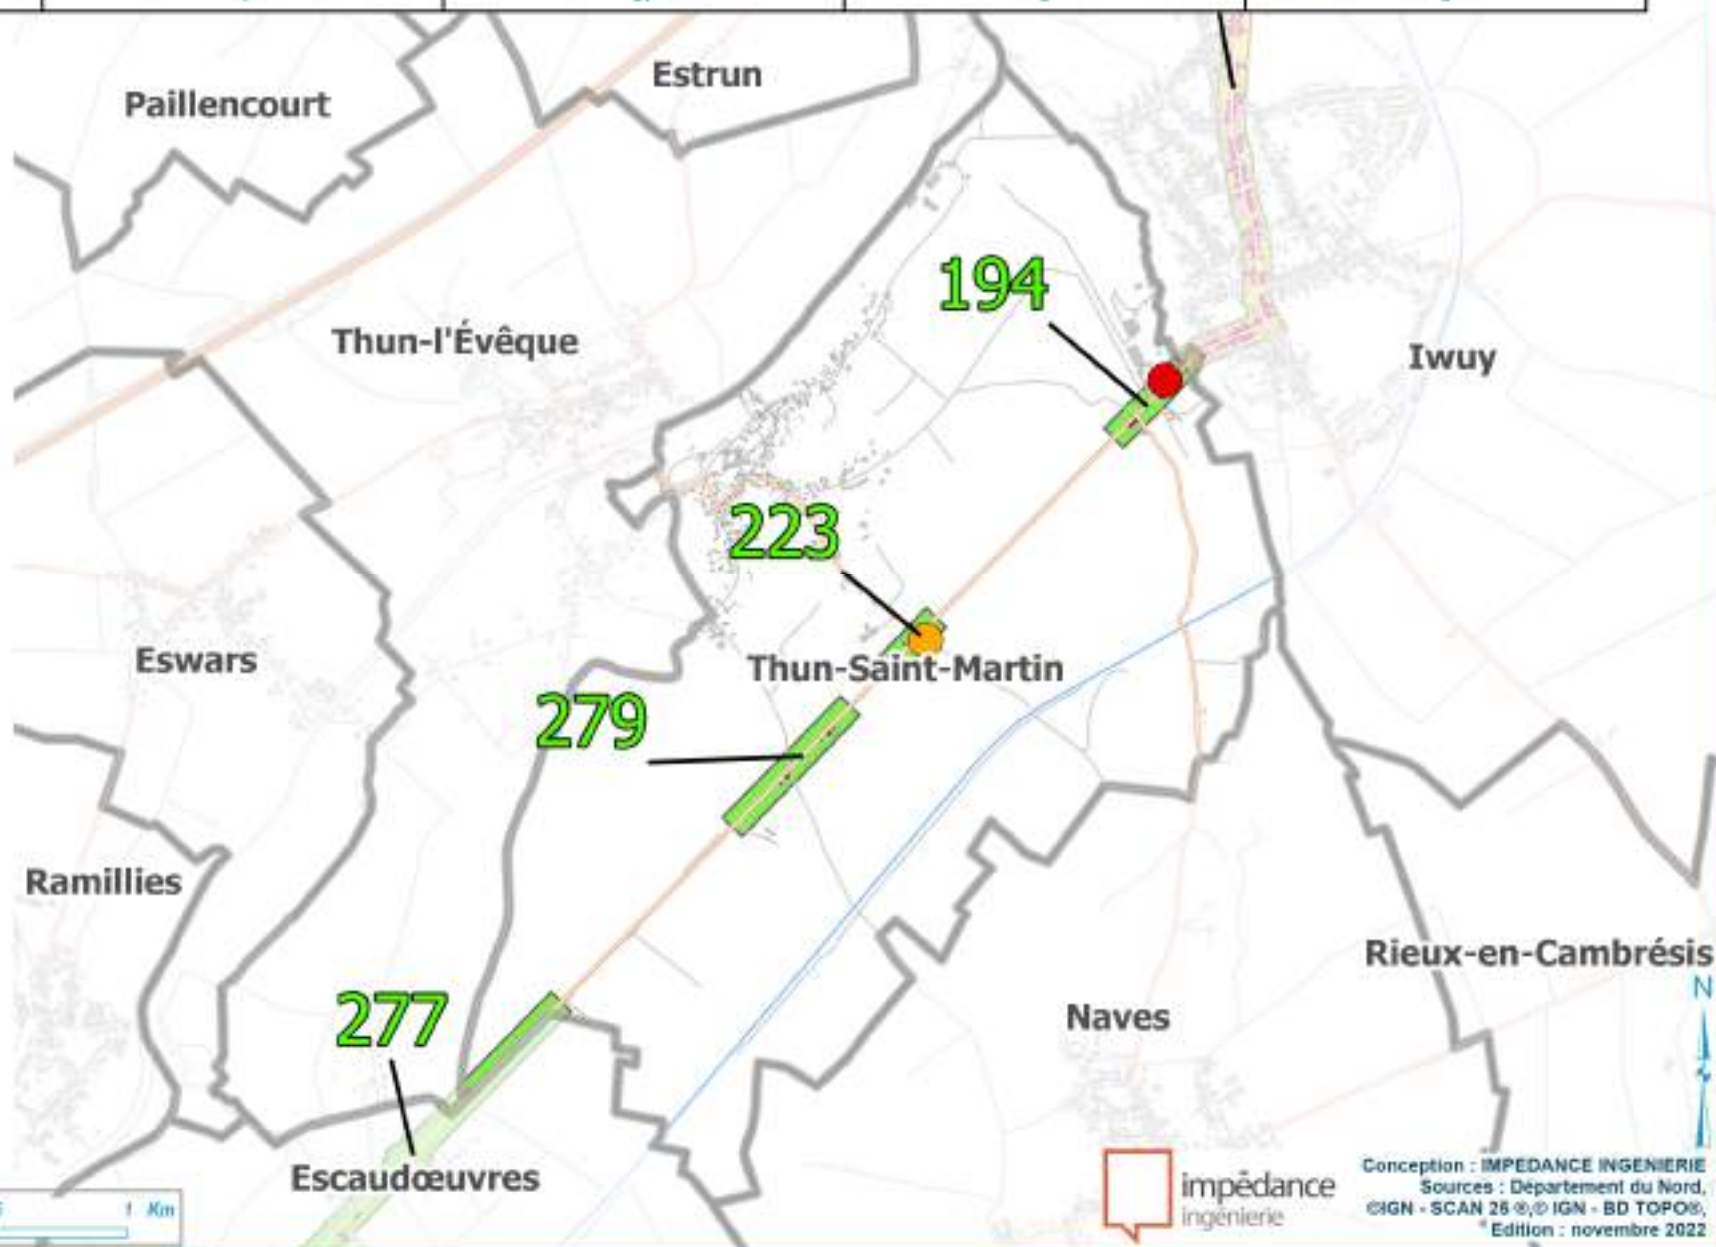 Estrun
Paillencourt
194
Thun-l'Évêque
Iwuy
223
Eswars
Thun-Saint-Martin
279
Ramillies
Rieux-en-Cambrésis
N
277
Naves
Escaudœuvres
1 Km
impédance
ingénierie
Conception : IMPEDANCE INGENIERIE
Sources : Département du Nord,
©IGN - SCAN 25 ®,© IGN - BD TOPO®,
Edition : novembre 2022